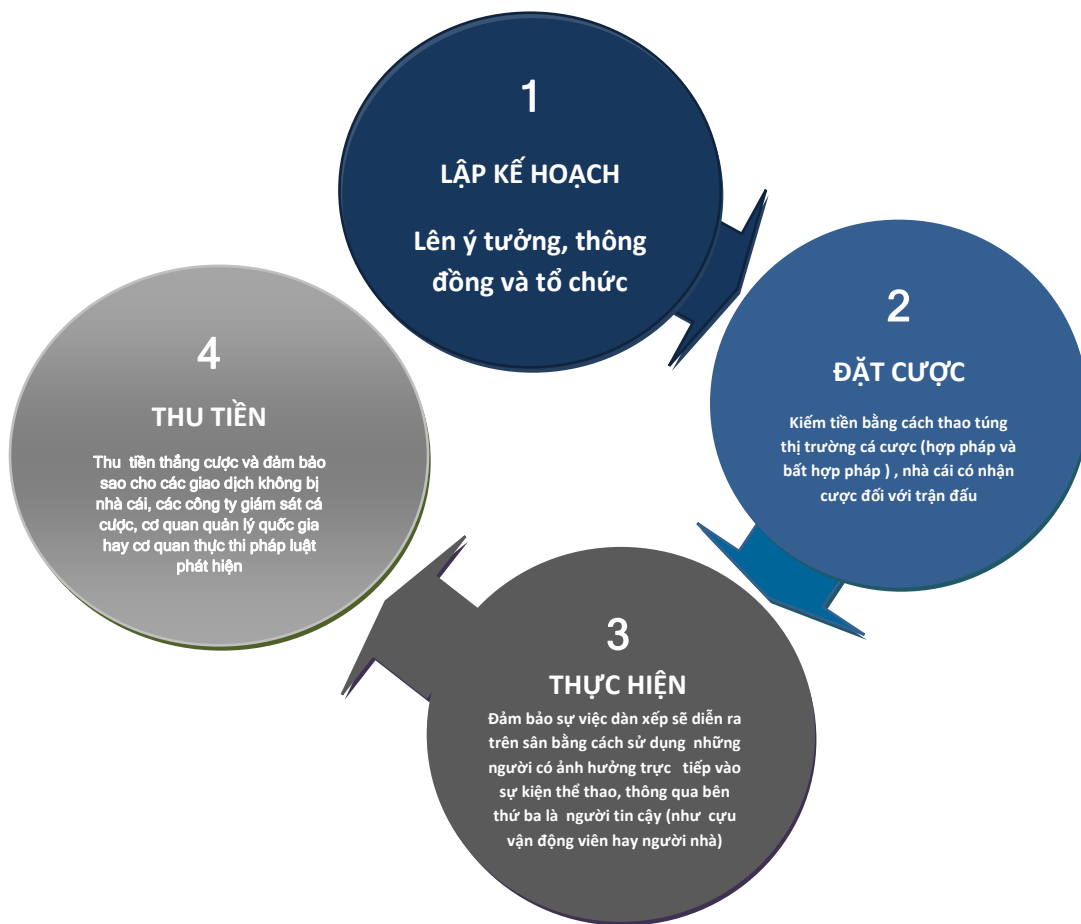 1
LẬP KẾ HOẠCH
Lên ý tưởng, thông
đồng và tổ chức
2
ĐẶT CƯỢC
Kiếm tiền bằng cách thao túng
thị trường cá cược (hợp pháp và
bất hợp pháp ) , nhà cái có nhận
cược đối với trận đấu
3
THỰC HIỆN
Đảm bảo sự việc dàn xếp sẽ diễn ra
trên sân bằng cách sử dụng những
người có ảnh hưởng trực tiếp vào
sự kiện thể thao, thông qua bên
thứ ba là người tin cậy (như cựu
vận động viên hay người nhà)
4
THU TIỀN
Thu tiền thắng cược và đảm bảo
sao cho các giao dịch không bị
nhà cái, các công ty giám sát cá
cược, cơ quan quản lý quốc gia
hay cơ quan thực thi pháp luật
phát hiện